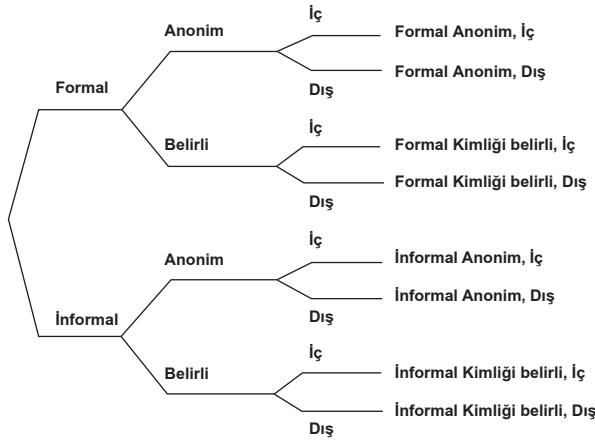 İç
Anonim
Formal Anonim, İç
Formal Anonim, Dış
Formal
Dış
İç
Belirli
Formal Kimliği belirli, İç
Formal Kimliği belirli, Dış
Dış
İç
Anonim
İnformal Anonim, İç
İnformal Anonim, Dış
İnformal
Dış
İç
Belirli
İnformal Kimliği belirli, İç
İnformal Kimliği belirli, Dış
Dış